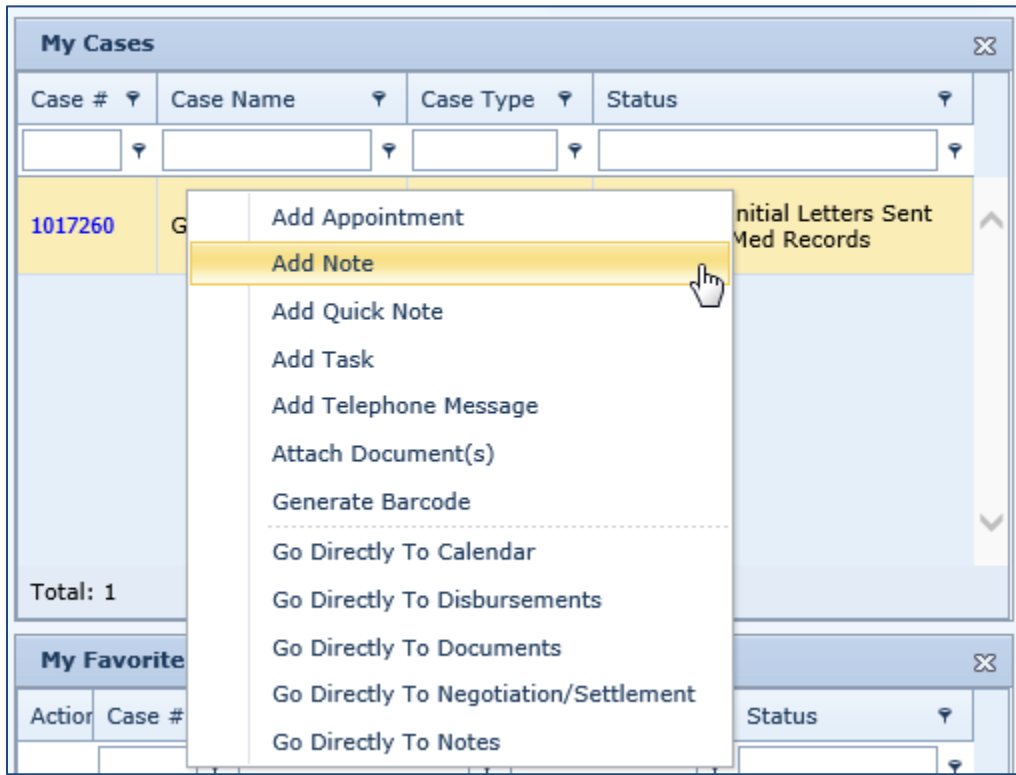 My Cases
Case # Case Name Case Type Status
1017260 G
nitial Letters Sent
Med Records
Add Appointment
Add Note
Add Quick Note
Add Task
Add Telephone Message
Attach Document(s)
Generate Barcode
Go Directly To Calendar
Go Directly To Disbursements
Go Directly To Documents
Go Directly To Negotiation/Settlement
Go Directly To Notes
Total: 1
My Favorite
Action Case # Status